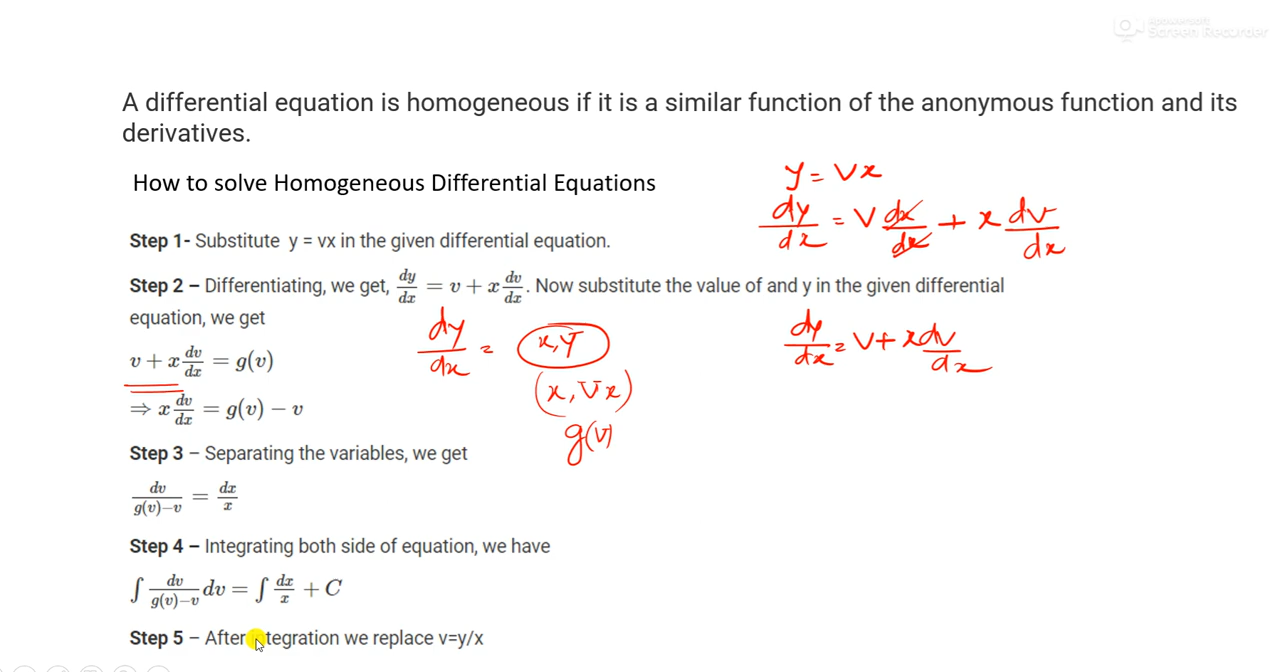 Apowersoft
Screen Recorder
A differential equation is homogeneous if it is a similar function of the anonymous function and its
derivatives.
How to solve Homogeneous Differential Equations
y = vx
dy/dx = v dx/dx + x dv/dx
Step 1- Substitute y = vx in the given differential equation.
Step 2 – Differentiating, we get, dy/dx = v + x dv/dx. Now substitute the value of and y in the given differential
equation, we get
dy/dx = x, y
dy/dx = v + x dv/dx
v + x dv/dx = g(v)
(x, vx)
⇒ x dv/dx = g(v) − v
g(v)
Step 3 – Separating the variables, we get
dv/g(v)−v = dx/x
Step 4 – Integrating both side of equation, we have
∫ dv/g(v)−v dv = ∫ dx/x + C
Step 5 – After integration we replace v=y/x